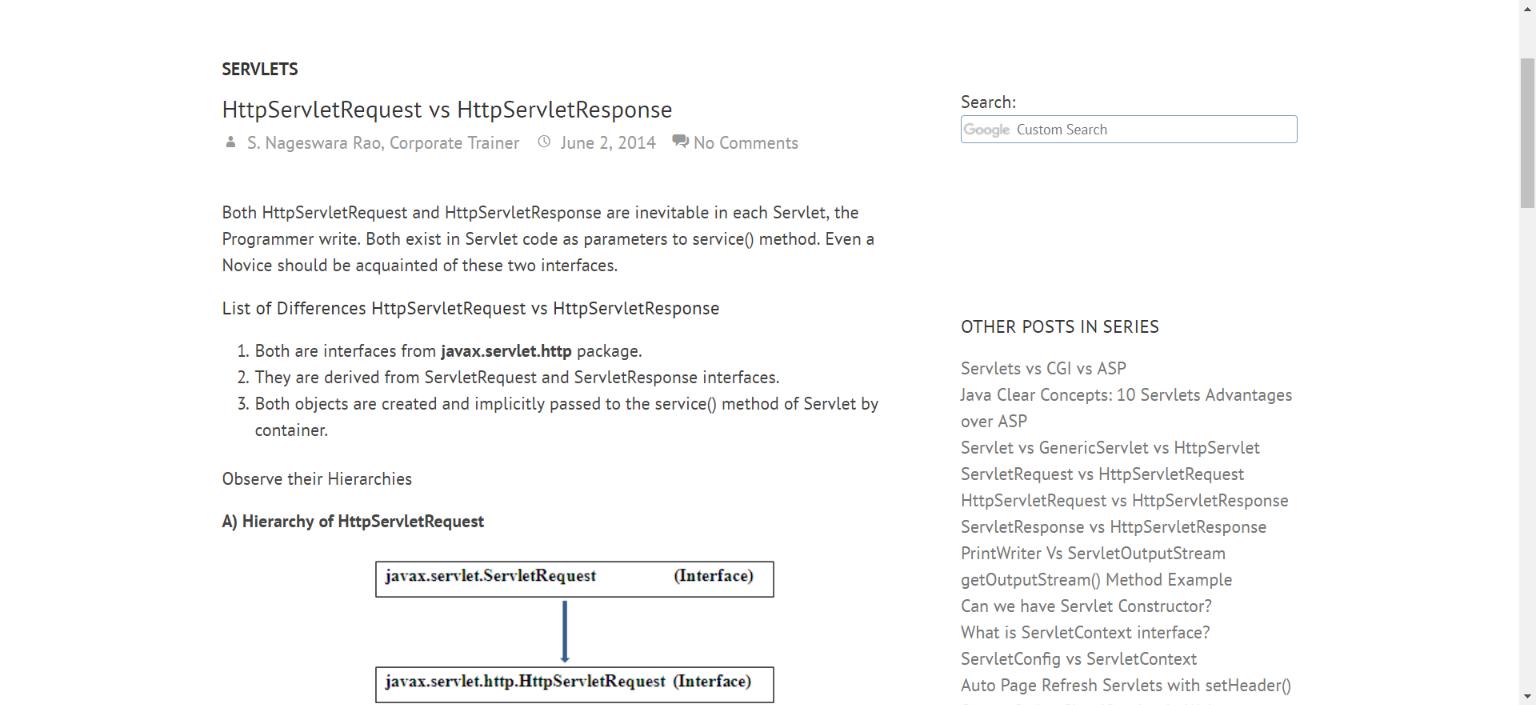 SERVLETS
HttpServletRequest vs HttpServletResponse
S. Nageswara Rao, Corporate Trainer June 2, 2014 No Comments
Both HttpServletRequest and HttpServletResponse are inevitable in each Servlet, the
Programmer write. Both exist in Servlet code as parameters to service() method. Even a
Novice should be acquainted of these two interfaces.
List of Differences HttpServletRequest vs HttpServletResponse
1. Both are interfaces from javax.servlet.http package.
2. They are derived from ServletRequest and ServletResponse interfaces.
3. Both objects are created and implicitly passed to the service() method of Servlet by
container.
Observe their Hierarchies
A) Hierarchy of HttpServletRequest
javax.servlet.ServletRequest (Interface)
javax.servlet.http.HttpServletRequest (Interface)
Search:
Google Custom Search
OTHER POSTS IN SERIES
Servlets vs CGI vs ASP
Java Clear Concepts: 10 Servlets Advantages
over ASP
Servlet vs GenericServlet vs HttpServlet
ServletRequest vs HttpServletRequest
HttpServletRequest vs HttpServletResponse
ServletResponse vs HttpServletResponse
PrintWriter Vs ServletOutputStream
getOutputStream() Method Example
Can we have Servlet Constructor?
What is ServletContext interface?
ServletConfig vs ServletContext
Auto Page Refresh Servlets with setHeader()